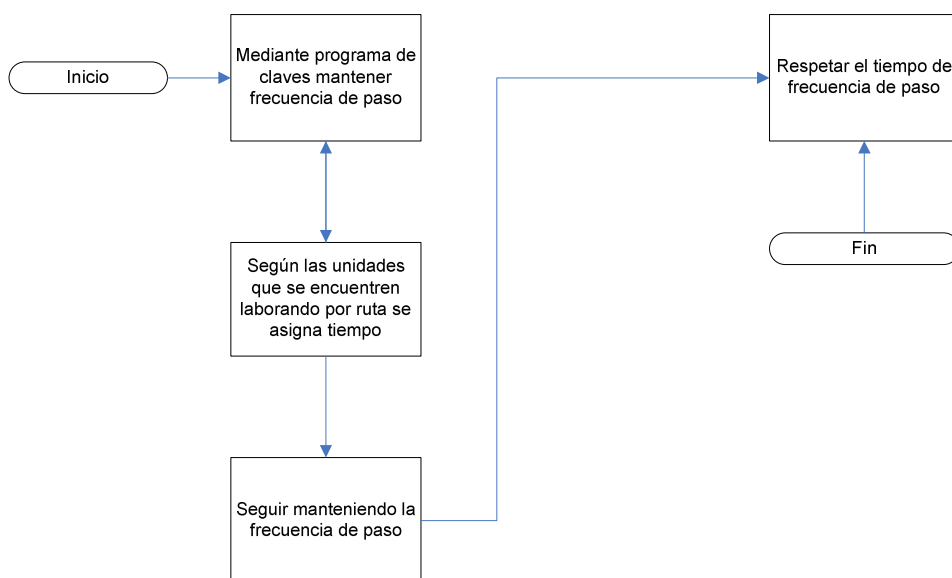 Inicio
Mediante programa de
claves mantener
frecuencia de paso
Según las unidades
que se encuentren
laborando por ruta se
asigna tiempo
Seguir manteniendo la
frecuencia de paso
Respetar el tiempo de
frecuencia de paso
Fin